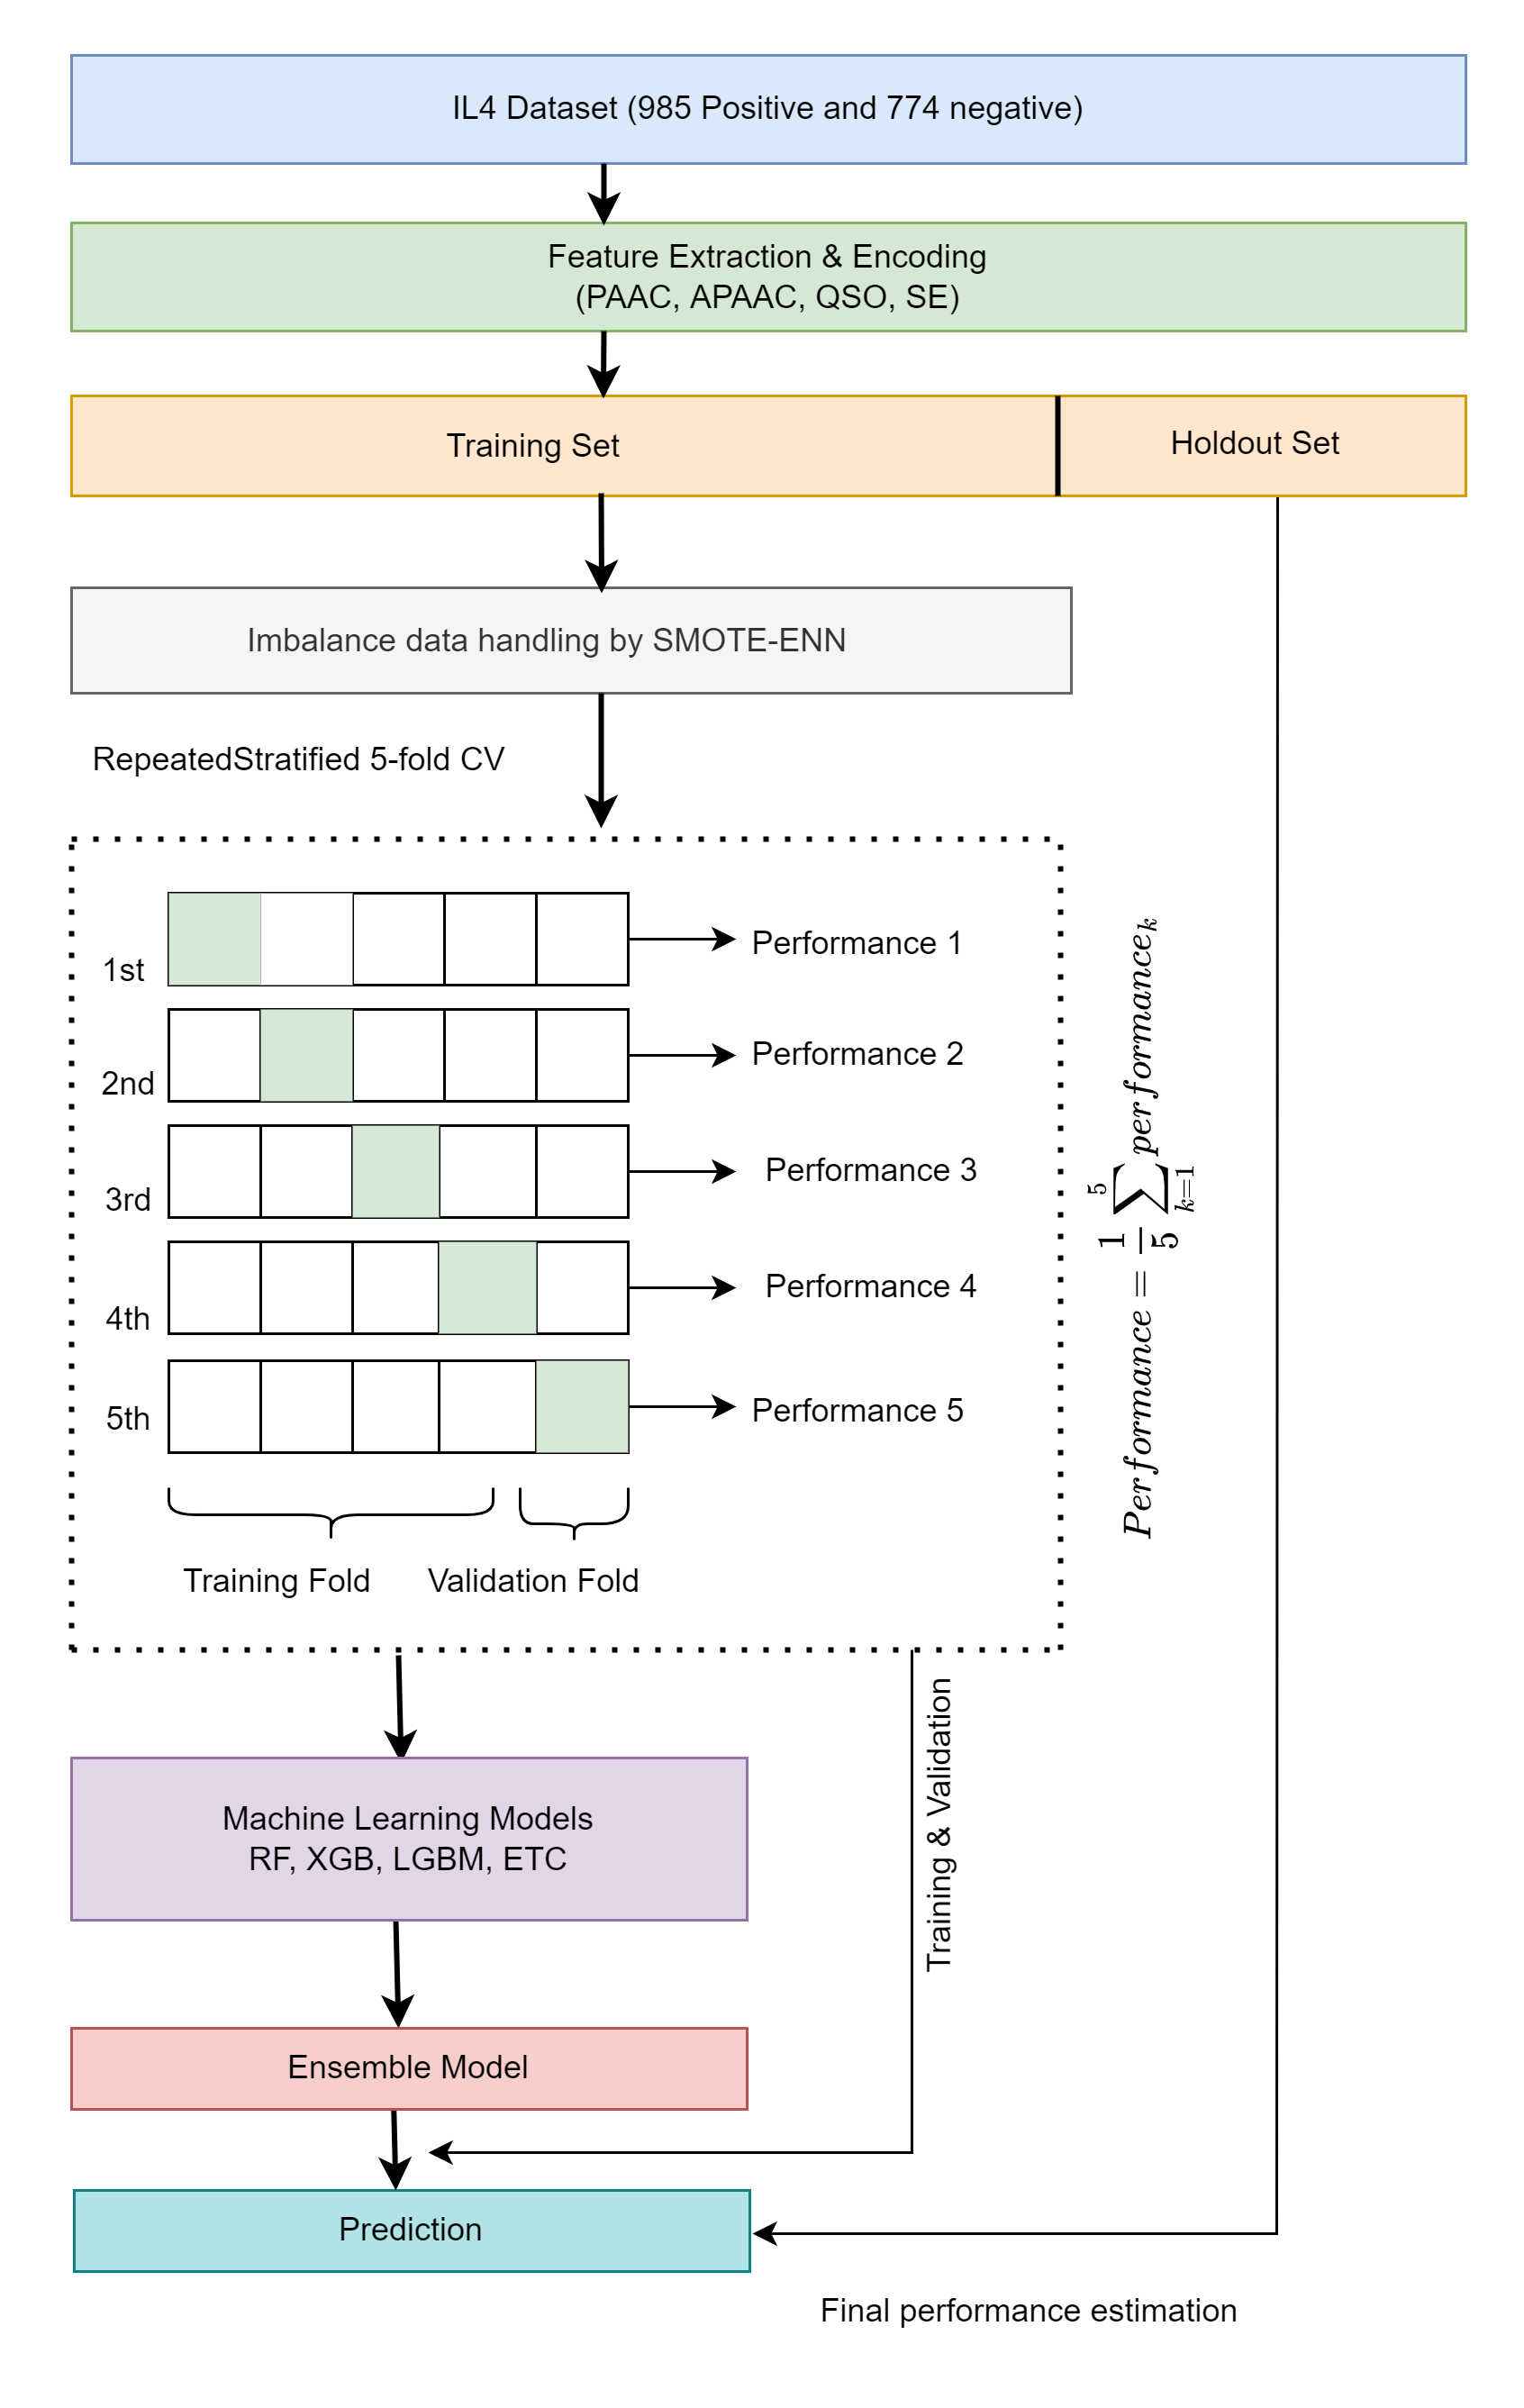 IL4 Dataset (985 Positive and 774 negative)
Feature Extraction & Encoding
(PAAC, APAAC, QSO, SE)
Training Set
Holdout Set
Imbalance data handling by SMOTE-ENN
RepeatedStratified 5-fold CV
1st
Performance 1
2nd
Performance 2
3rd
Performance 3
4th
Performance 4
5th
Performance 5
Training Fold
Validation Fold
Performance = 1/5 ∑_{k=1}^{5} performance_k
Training & Validation
Machine Learning Models
RF, XGB, LGBM, ETC
Ensemble Model
Prediction
Final performance estimation